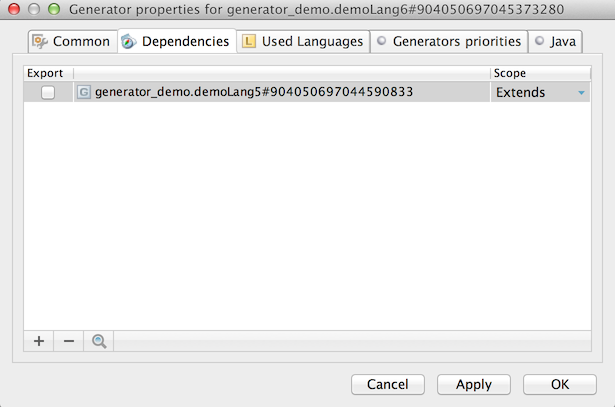 Generator properties for generator_demo.demoLang6#904050697045373280
Common Dependencies L Used Languages Generators priorities Java
Export Scope
G generator_demo.demoLang5#904050697044590833 Extends
Cancel Apply OK